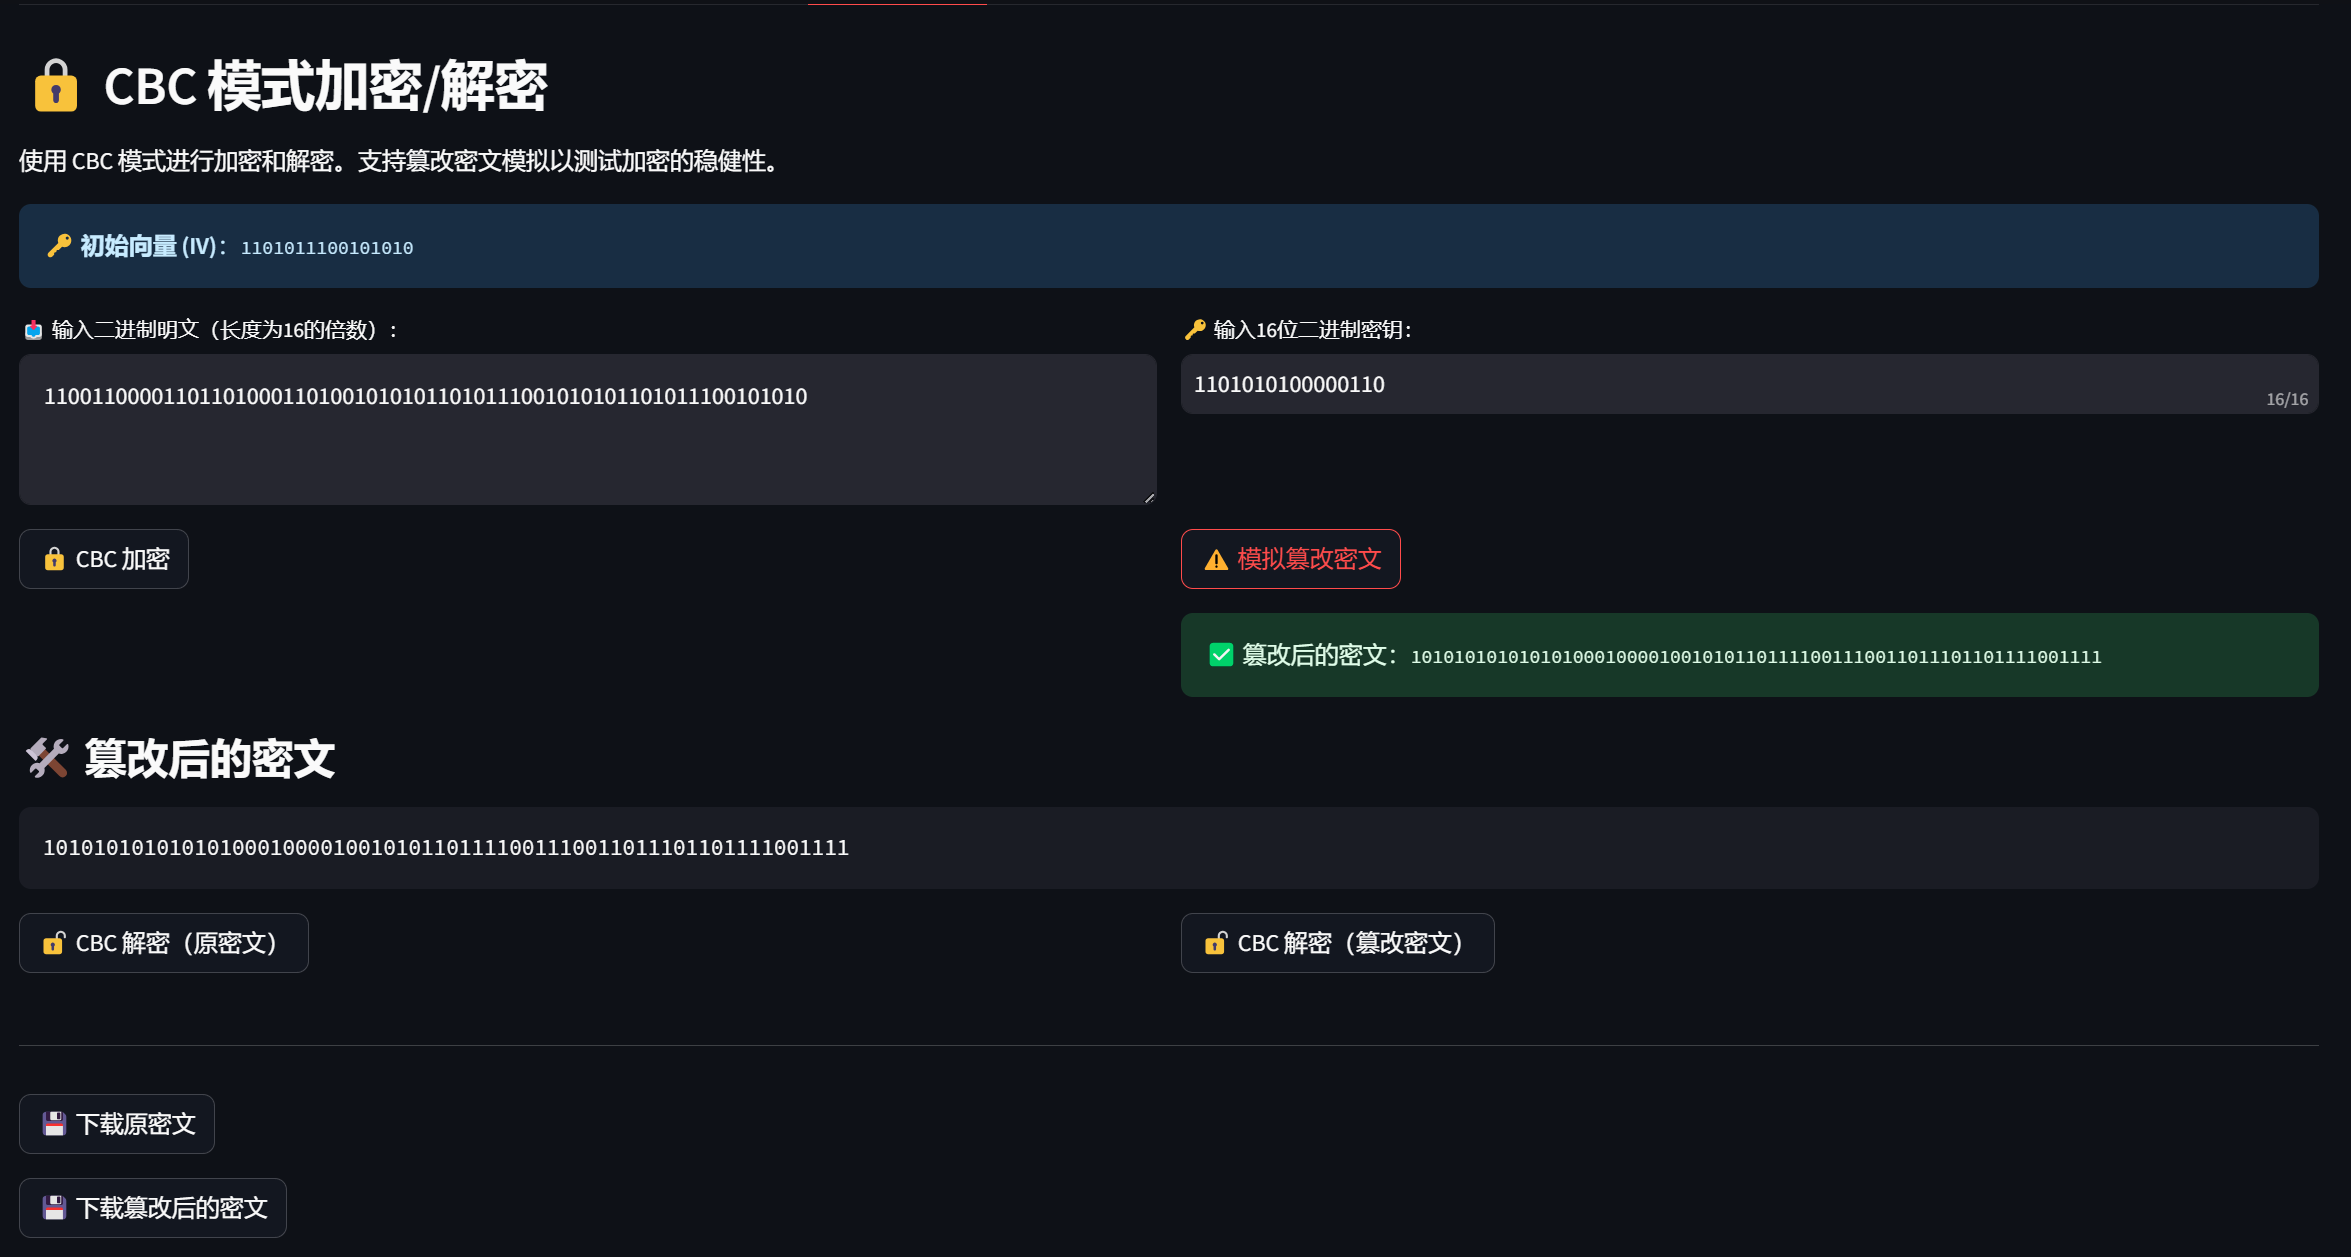 🔒 CBC 模式加密/解密
使用 CBC 模式进行加密和解密。支持篡改密文模拟以测试加密的稳健性。
🔑 初始向量 (IV)： 1101011100101010
📩 输入二进制明文（长度为16的倍数）：
1100110000110110100011010010101011010111001010101101011100101010
🔑 输入16位二进制密钥：
1101010100000110
16/16
🔒 CBC 加密
⚠️ 模拟篡改密文
✅ 篡改后的密文： 1010101010101010001000010010101101111001110011011101101111001111
🛠️ 篡改后的密文
1010101010101010001000010010101101111001110011011101101111001111
🔓 CBC 解密（原密文）
🔓 CBC 解密（篡改密文）
💾 下载原密文
💾 下载篡改后的密文